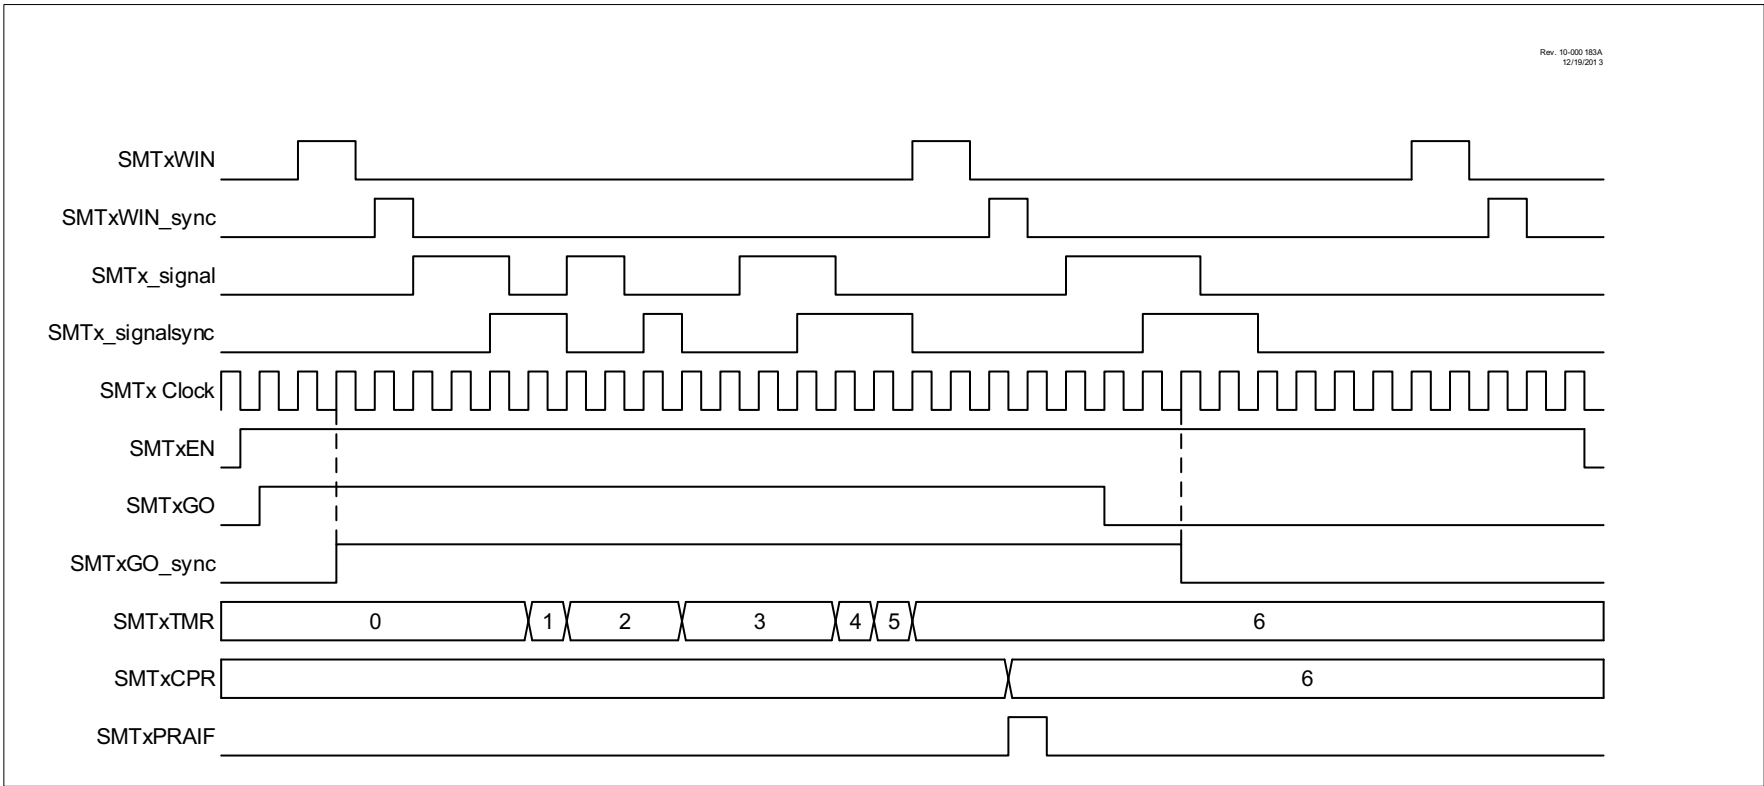 Rev. 10-000 183A
12/19/201 3
SMTxWIN
SMTxWIN_sync
SMTx_signal
SMTx_signalsync
SMTx Clock
SMTxEN
SMTxGO
SMTxGO_sync
SMTxTMR 0 1 2 3 4 5 6
SMTxCPR 6
SMTxPRAIF